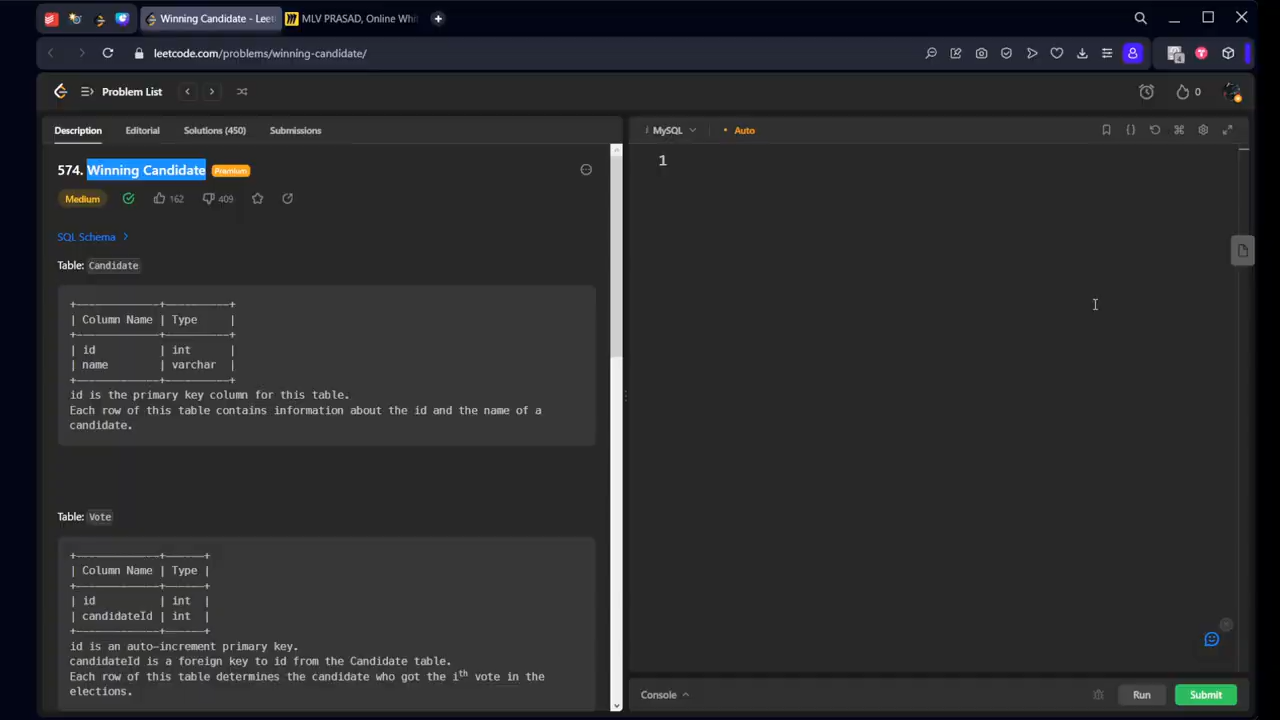 Winning Candidate - Leet
MLV PRASAD, Online Whi
leetcode.com/problems/winning-candidate/
4
Problem List
0
Description
Editorial
Solutions (450)
Submissions
MySQL
• Auto
574. Winning Candidate
Premium
1
Medium
162
409
SQL Schema
Table: Candidate
+-------------+----------+
| Column Name | Type     |
+-------------+----------+
| id          | int      |
| name        | varchar  |
+-------------+----------+
id is the primary key column for this table.
Each row of this table contains information about the id and the name of a
candidate.
Table: Vote
+-------------+------+
| Column Name | Type |
+-------------+------+
| id          | int  |
| candidateId | int  |
+-------------+------+
id is an auto-increment primary key.
candidateId is a foreign key to id from the Candidate table.
Each row of this table determines the candidate who got the ith vote in the
elections.
Console
Run
Submit